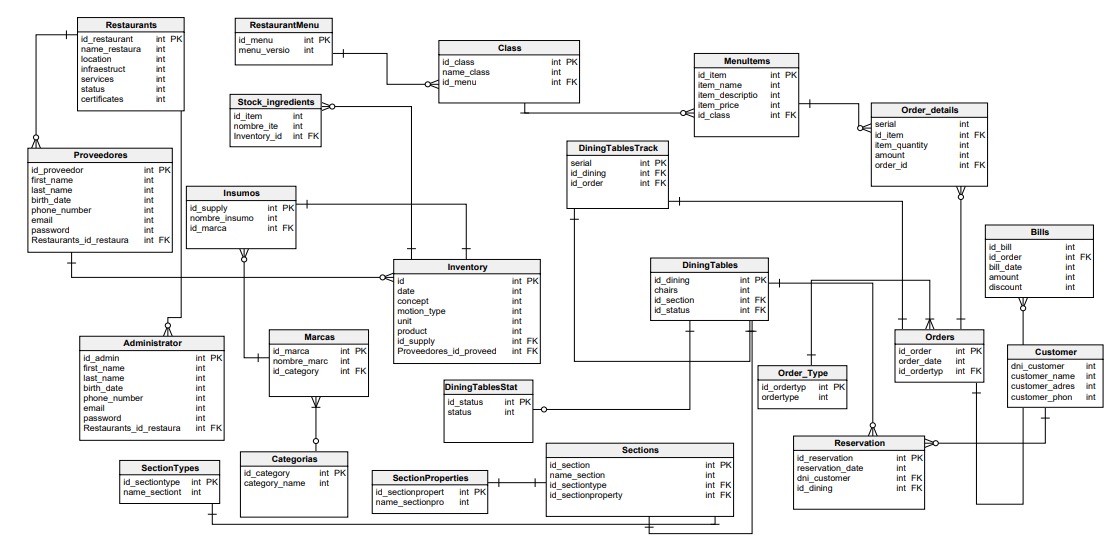 Restaurants
id_restaurant int PK
name_restaura int
location int
infraestruct int
services int
status int
certificates int
RestaurantMenu
id_menu int PK
menu_versio int
Class
id_class int PK
name_class int
id_menu int FK
MenuItems
id_item int PK
item_name int
item_descriptio int
item_price int
id_class int FK
Stock_ingredients
id_item int
nombre_ite int
Inventory_id int FK
Order_details
serial int
id_item int FK
item_quantity int
amount int
order_id int FK
Proveedores
id_proveedor int PK
first_name int
last_name int
birth_date int
phone_number int
email int
password int
Restaurants_id_restaura int FK
DiningTablesTrack
serial int PK
id_dining int FK
id_order int FK
Insumos
id_supply int PK
nombre_insumo int
id_marca int FK
Bills
id_bill int
id_order int FK
bill_date int
amount int
discount int
Inventory
id int PK
date int
concept int
motion_type int
unit int
product int
id_supply int FK
Proveedores_id_proveed int FK
DiningTables
id_dining int PK
chairs int
id_section int FK
id_status int FK
Administrator
id_admin int PK
first_name int
last_name int
birth_date int
phone_number int
email int
password int
Restaurants_id_restaura int FK
Marcas
id_marca int PK
nombre_marc int
id_category int FK
Orders
id_order int PK
order_date int
id_ordertyp int FK
Customer
dni_customer int
customer_name int
customer_adres int
customer_phon int
Order_Type
id_ordertyp int PK
ordertype int
DiningTablesStat
id_status int PK
status int
Reservation
id_reservation int PK
reservation_date int
dni_customer int FK
id_dining int FK
Sections
id_section int PK
name_section int
id_sectiontype int FK
id_sectionproperty int FK
Categorias
id_category int PK
category_name int
SectionTypes
id_sectiontype int PK
name_sectiont int
SectionProperties
id_sectionpropert int PK
name_sectionpro int